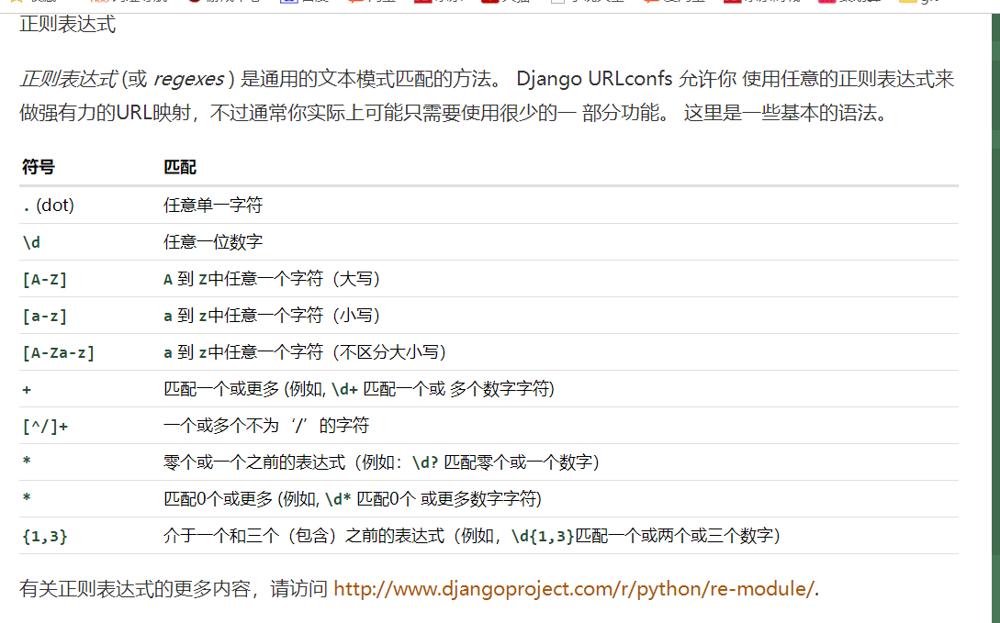 正则表达式
正则表达式 (或 regexes ) 是通用的文本模式匹配的方法。 Django URLconfs 允许你 使用任意的正则表达式来
做强有力的URL映射，不过通常你实际上可能只需要使用很少的一 部分功能。 这里是一些基本的语法。
符号 匹配
. (dot) 任意单一字符
\d 任意一位数字
[A-Z] A 到 Z中任意一个字符（大写）
[a-z] a 到 z中任意一个字符（小写）
[A-Za-z] a 到 z中任意一个字符（不区分大小写）
+ 匹配一个或更多 (例如, \d+ 匹配一个或 多个数字字符)
[^/]+ 一个或多个不为‘/’的字符
* 零个或一个之前的表达式（例如：\d? 匹配零个或一个数字）
* 匹配0个或更多 (例如, \d* 匹配0个 或更多数字字符)
{1,3} 介于一个和三个（包含）之前的表达式（例如，\d{1,3}匹配一个或两个或三个数字）
有关正则表达式的更多内容，请访问 http://www.djangoproject.com/r/python/re-module/.